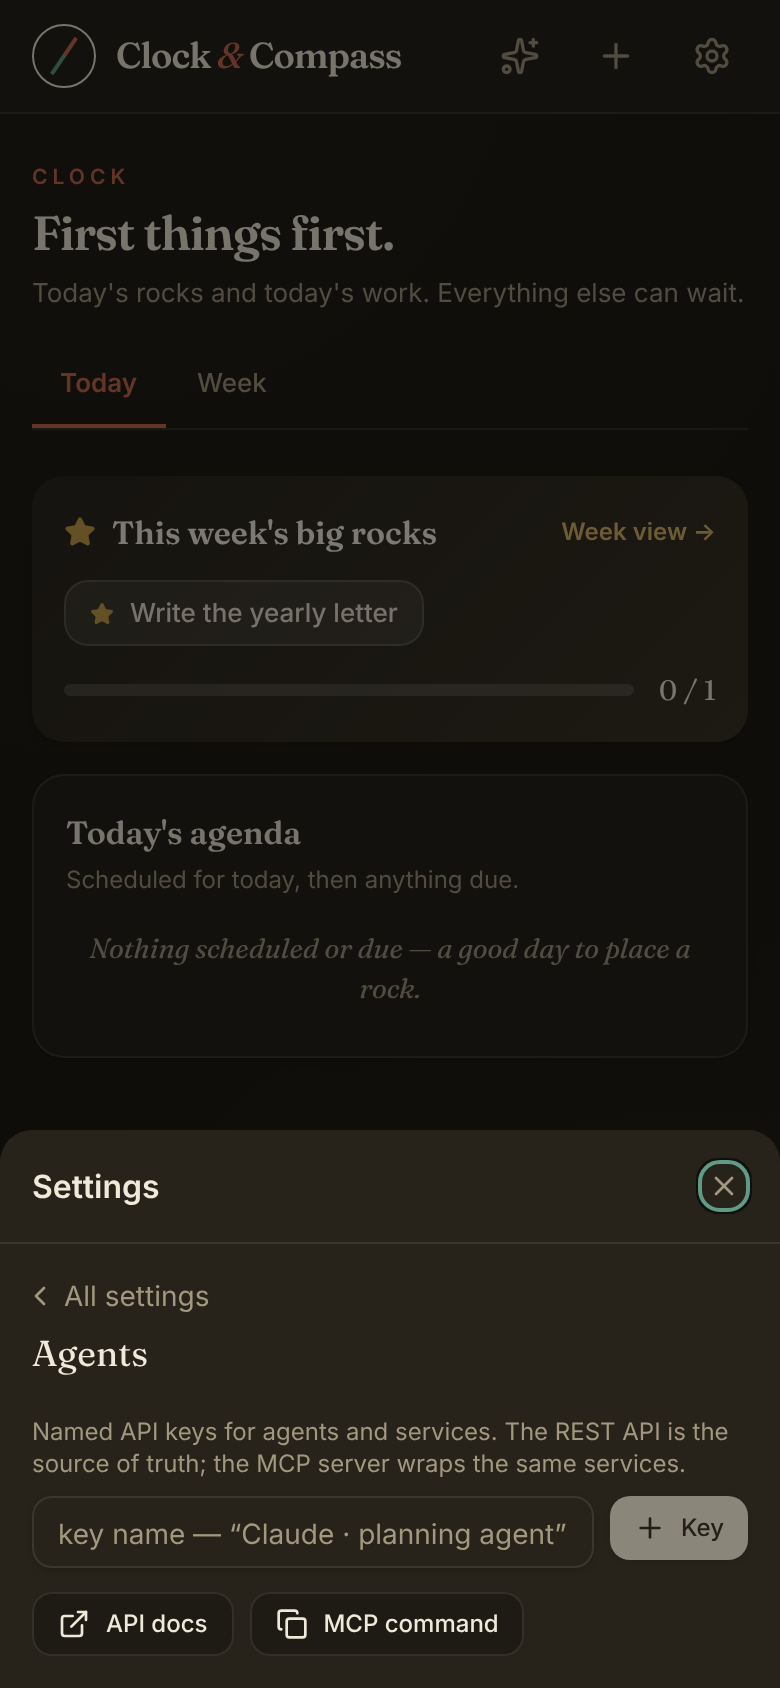 Clock & Compass
CLOCK
First things first.
Today's rocks and today's work. Everything else can wait.
Today Week
This week's big rocks Week view →
Write the yearly letter
0 / 1
Today's agenda
Scheduled for today, then anything due.
Nothing scheduled or due — a good day to place a
rock.
Settings
All settings
Agents
Named API keys for agents and services. The REST API is the
source of truth; the MCP server wraps the same services.
key name — “Claude · planning agent” + Key
API docs MCP command